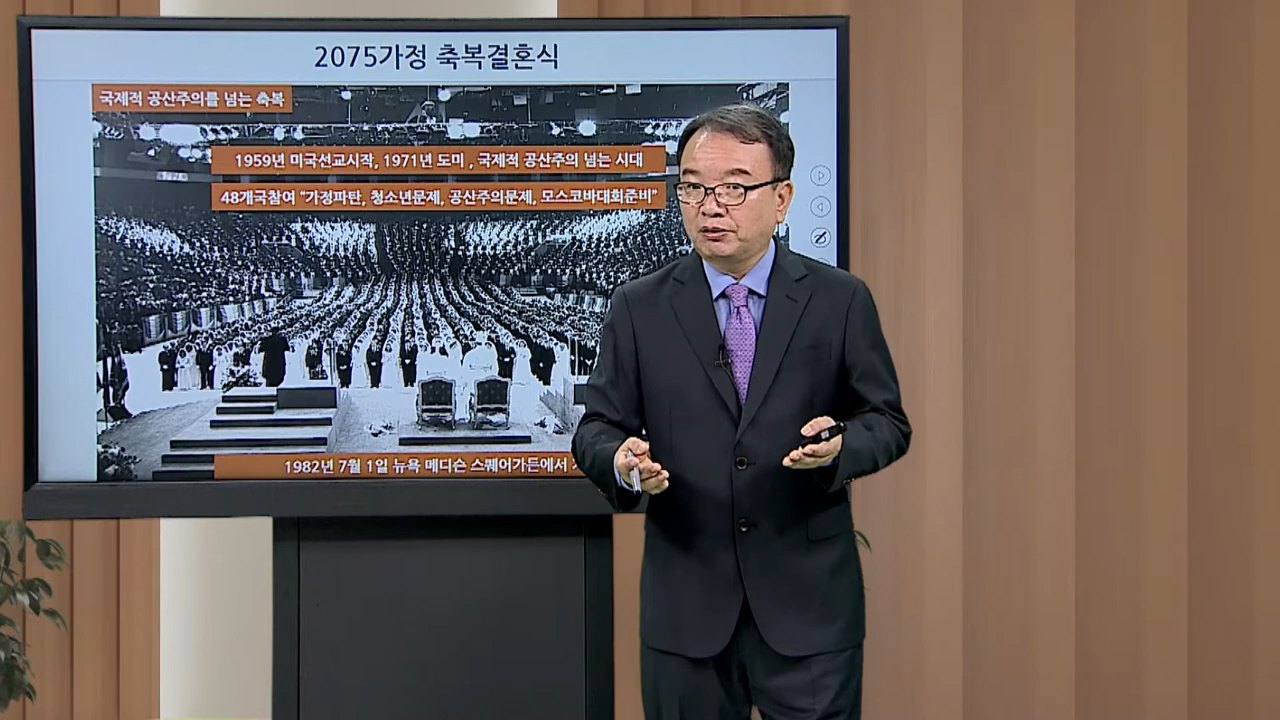 2075가정 축복결혼식
국제적 공산주의를 넘는 축복
1959년 미국선교시작, 1971년 도미 , 국제적 공산주의 넘는 시대
48개국참여 "가정파탄, 청소년문제, 공산주의문제, 모스코바대회준비"
1982년 7월 1일 뉴욕 메디슨 스퀘어가든에서